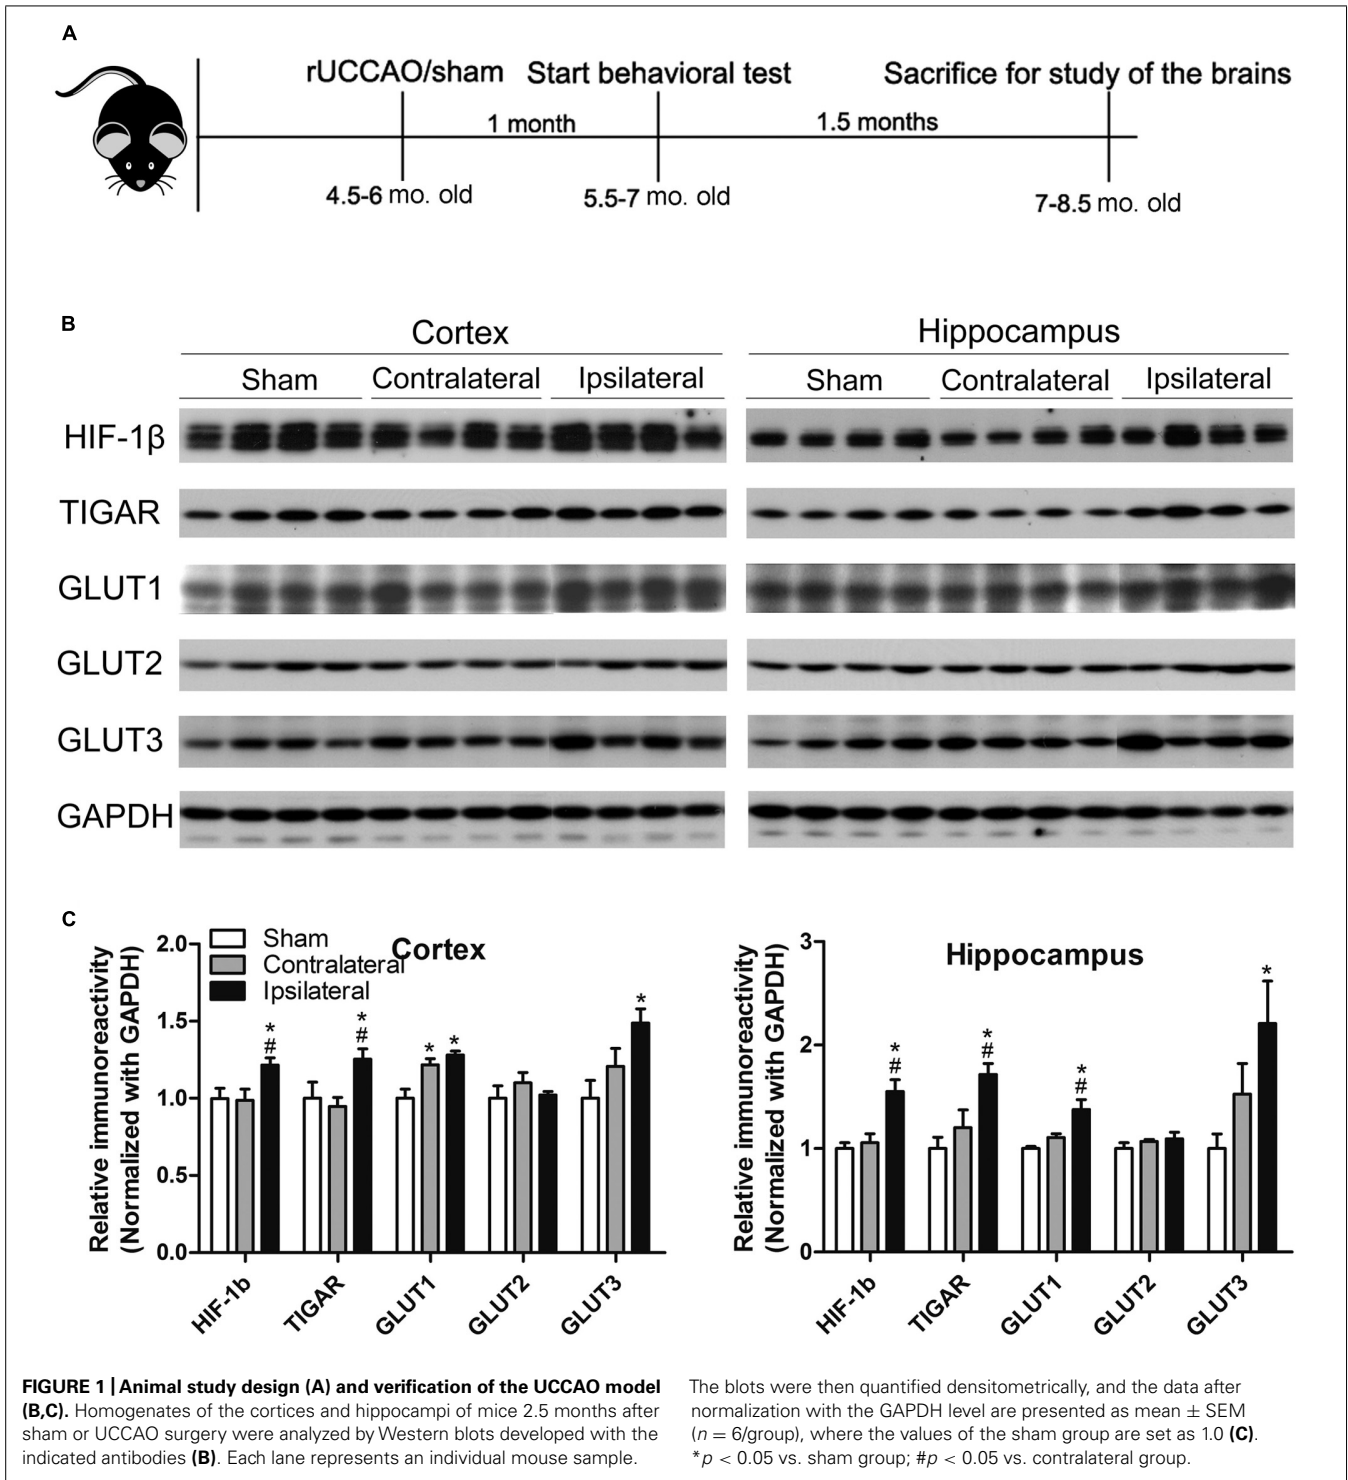 A
rUCCAO/sham Start behavioral test Sacrifice for study of the brains
1 month 1.5 months
4.5-6 mo. old 5.5-7 mo. old 7-8.5 mo. old
B
Cortex Hippocampus
Sham Contralateral Ipsilateral Sham Contralateral Ipsilateral
HIF-1β
TIGAR
GLUT1
GLUT2
GLUT3
GAPDH
C
Relative immunoreactivity
(Normalized with GAPDH)
2.0
1.5
1.0
0.5
0.0
Sham
Contralateral
Ipsilateral
Cortex
* # * # * * *
HIF-1b TIGAR GLUT1 GLUT2 GLUT3
Relative immunoreactivity
(Normalized with GAPDH)
3
2
1
0
Hippocampus
* # * # * # *
HIF-1b TIGAR GLUT1 GLUT2 GLUT3
FIGURE 1 | Animal study design (A) and verification of the UCCAO model
(B,C). Homogenates of the cortices and hippocampi of mice 2.5 months after
sham or UCCAO surgery were analyzed by Western blots developed with the
indicated antibodies (B). Each lane represents an individual mouse sample.
The blots were then quantified densitometrically, and the data after
normalization with the GAPDH level are presented as mean ± SEM
(n = 6/group), where the values of the sham group are set as 1.0 (C).
*p < 0.05 vs. sham group; #p < 0.05 vs. contralateral group.